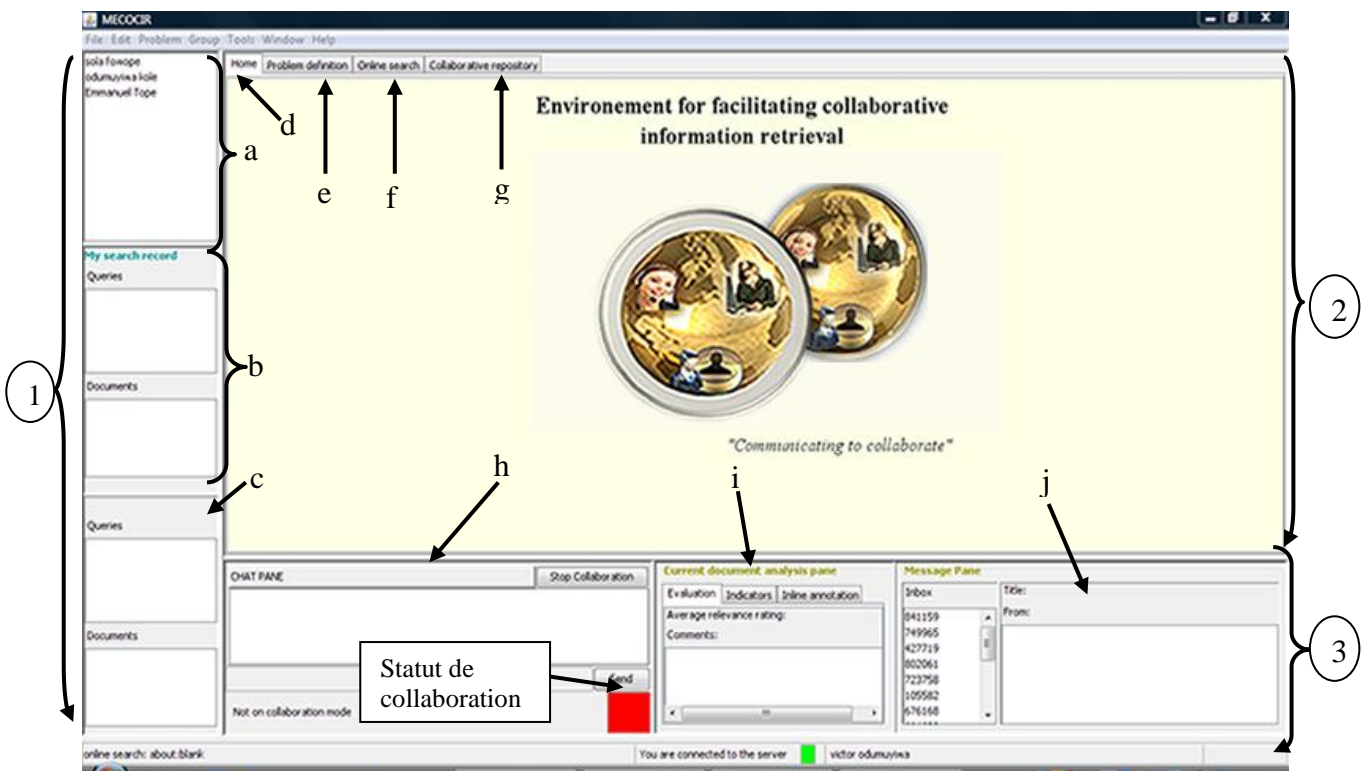 MECOCIR
File Edit Problem Group Tools Window Help
sola fowope
odumuyiwa kole
Emmanuel Tope
Home Problem definition Online search Collaborative repository
Environement for facilitating collaborative
information retrieval
d
a
e
f
g
My search record
Queries
b
Documents
1
2
"Communicating to collaborate"
h
i
j
c
Queries
Documents
CHAT PANE
Stop Collaboration
Send
Statut de
collaboration
Not on collaboration mode
Current document analysis pane
Evaluation Indicators Inline annotation
Average relevance rating:
Comments:
Message Pane
Inbox
Title:
From:
841159
749965
427719
802061
723758
105582
676168
3
online search: about:blank
You are connected to the server
victor odumuyiwa